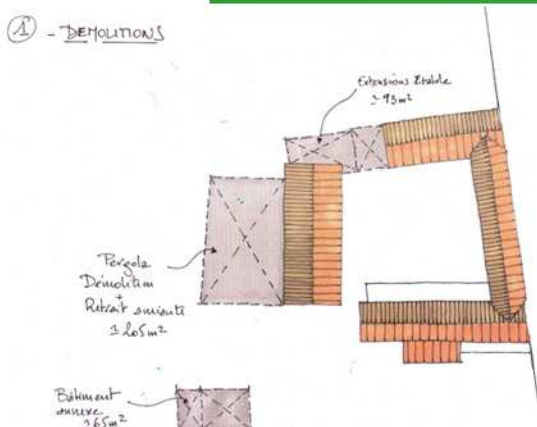 1 - DEMOLITIONS
Extensions Etable
± 93m²
Pergola
Démolition
+
Retrait amiante
± 205m²
Bâtiment
annexe
± 65m²